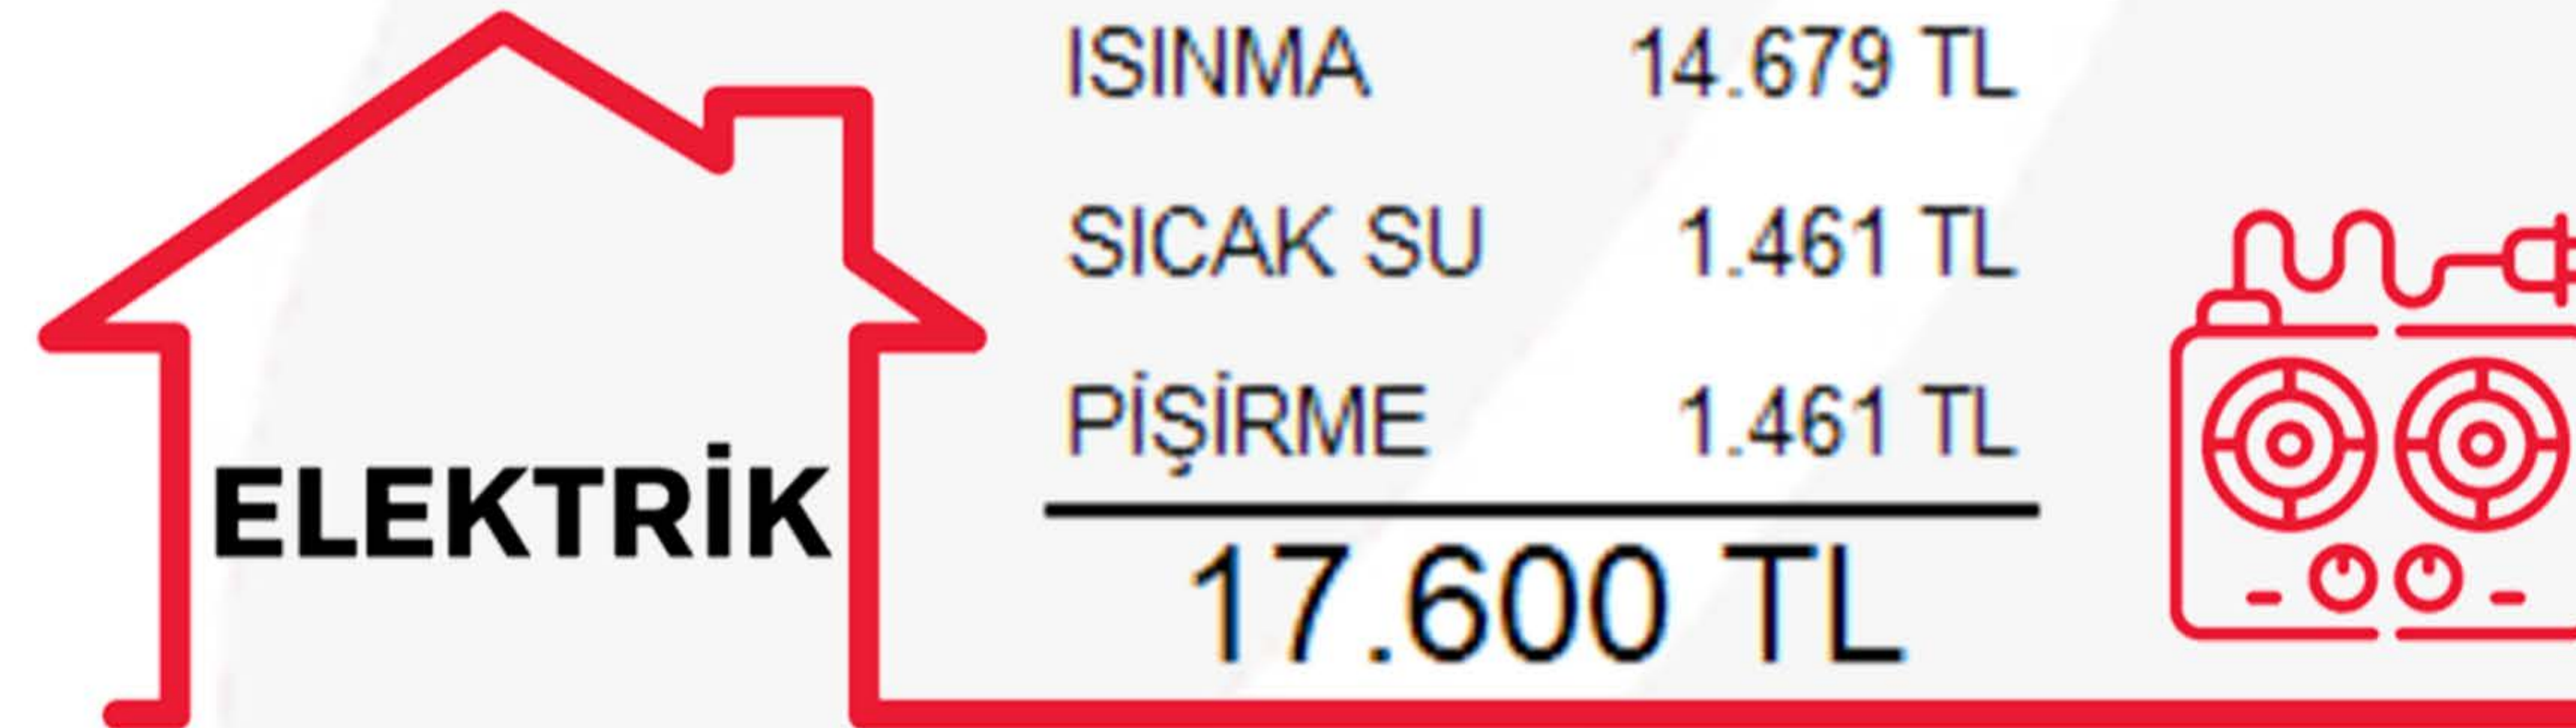 ISINMA 14.679 TL
SICAK SU 1.461 TL
PİŞİRME 1.461 TL
ELEKTRİK
17.600 TL